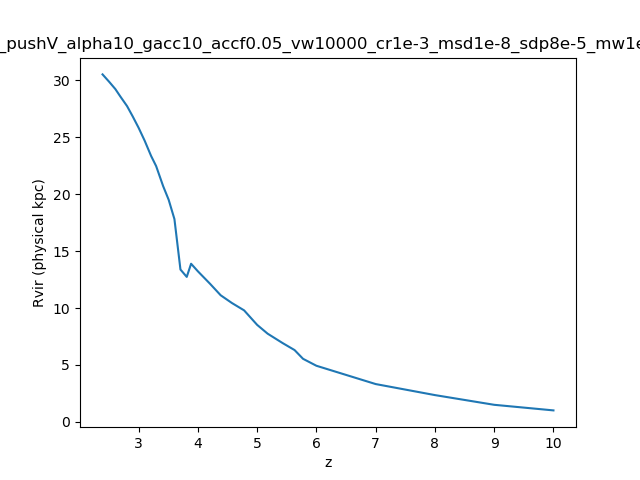 _pushV_alpha10_gacc10_accf0.05_vw10000_cr1e-3_msd1e-8_sdp8e-5_mw1e
30
25
20
15
10
5
0
Rvir (physical kpc)
3 4 5 6 7 8 9 10
z